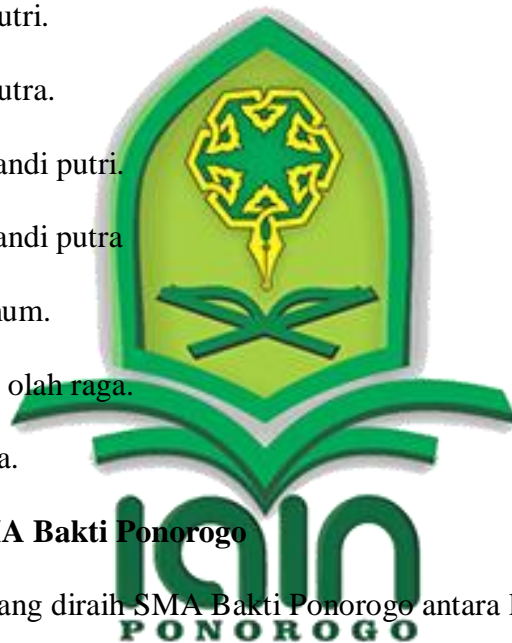 utri.
utra.
andi putri.
andi putra
um.
olah raga.
a.
A Bakti Ponorogo
ang diraih SMA Bakti Ponorogo antara
iain
PONOROGO